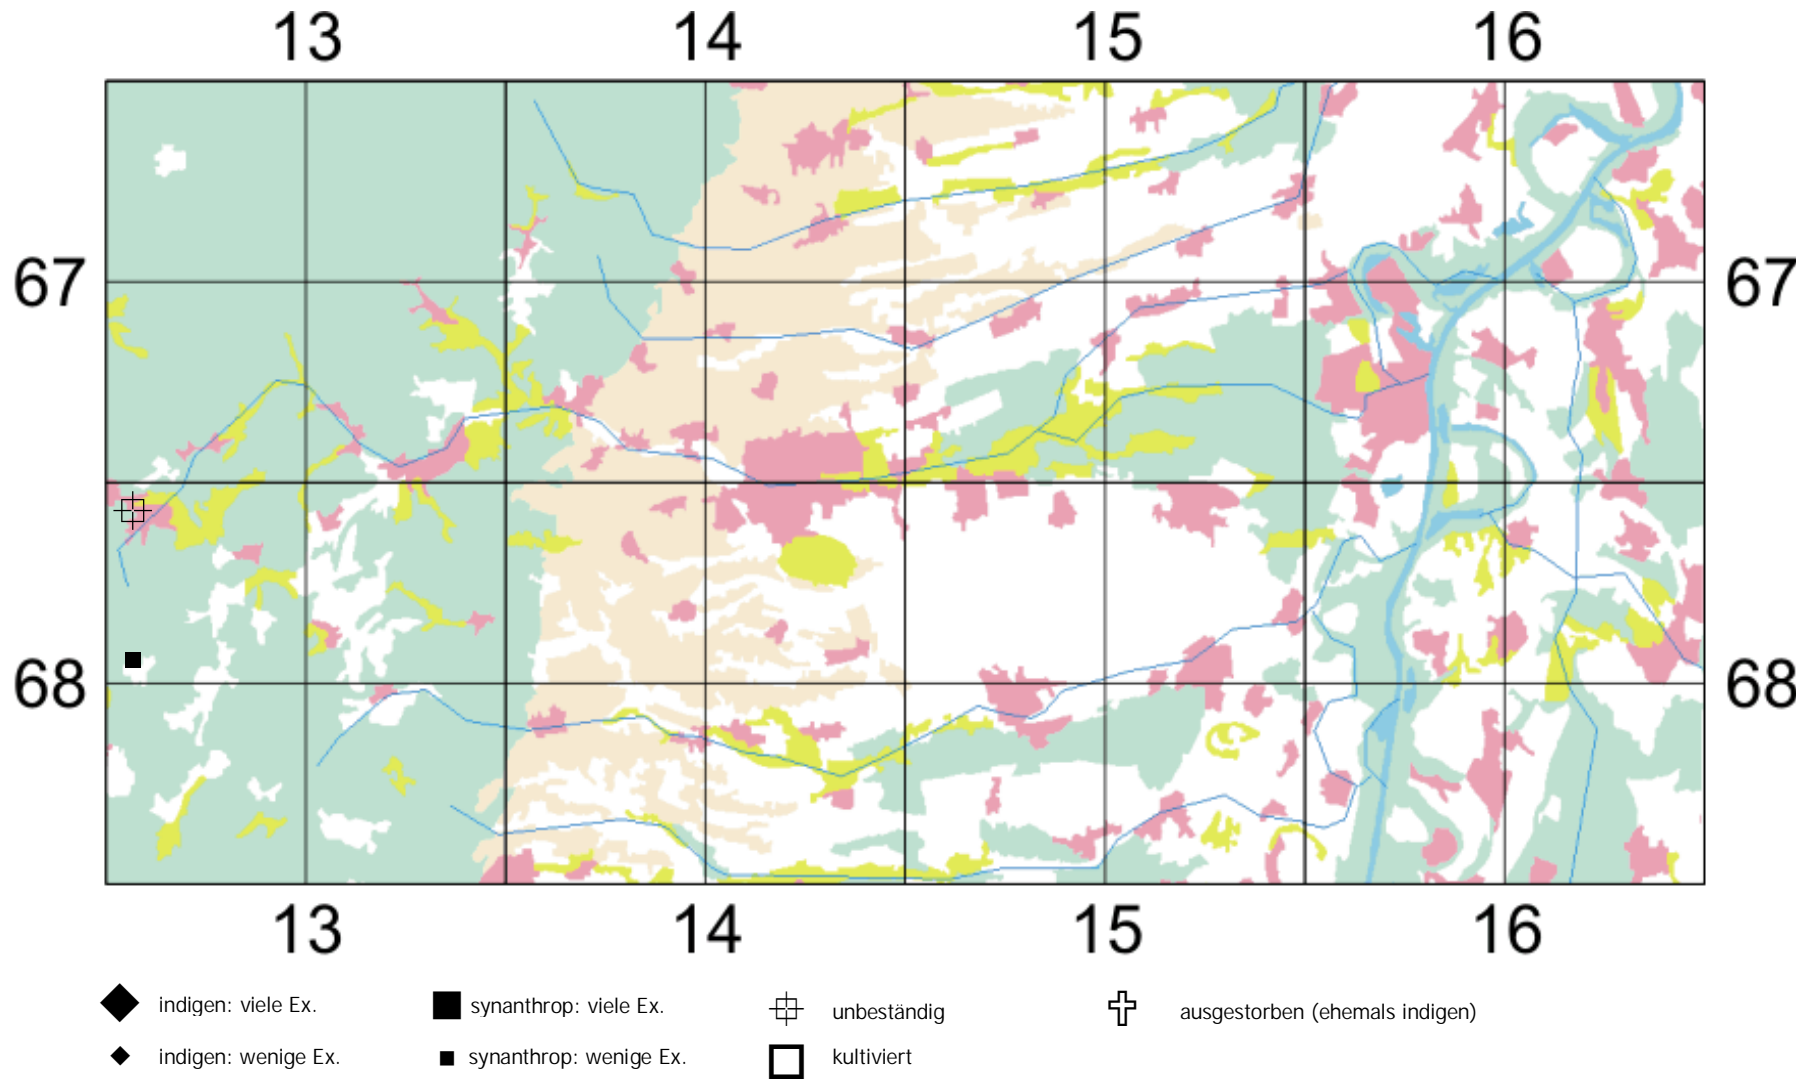 13 14 15 16
67 67
68 68
13 14 15 16
indigen: viele Ex. synanthrop: viele Ex. unbeständig ausgestorben (ehemals indigen)
indigen: wenige Ex. synanthrop: wenige Ex. kultiviert